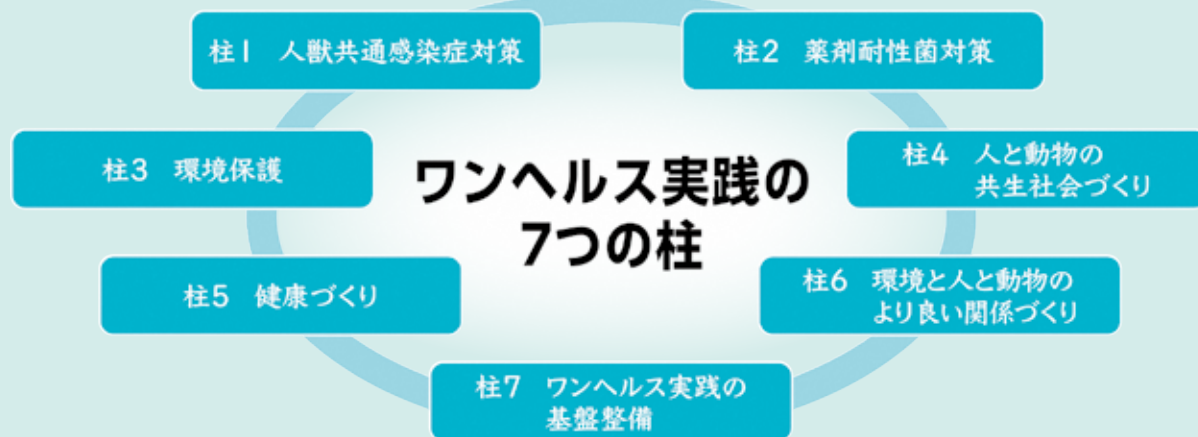 柱1 人獣共通感染症対策
柱2 薬剤耐性菌対策
柱3 環境保護
ワンヘルス実践の
7つの柱
柱4 人と動物の
共生社会づくり
柱5 健康づくり
柱6 環境と人と動物の
より良い関係づくり
柱7 ワンヘルス実践の
基盤整備